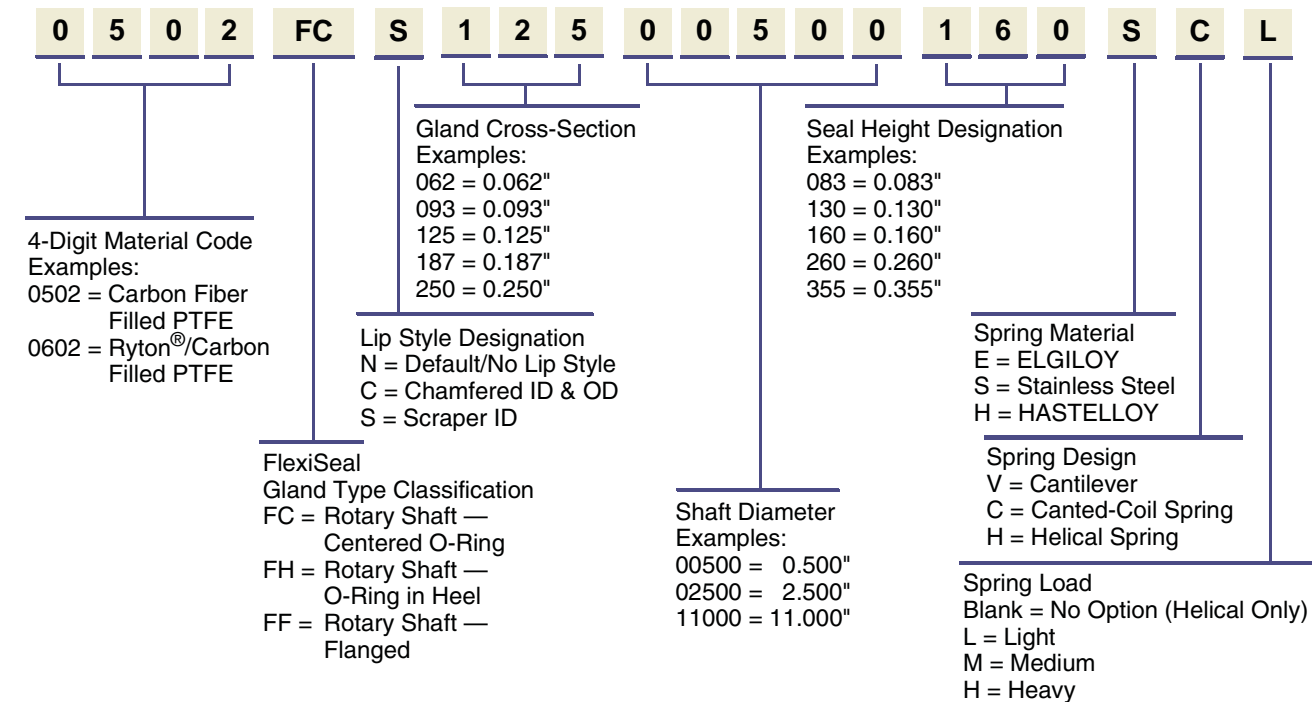 0 5 0 2 FC S 1 2 5 0 0 5 0 0 1 6 0 S C L
Gland Cross-Section
Examples:
062 = 0.062"
093 = 0.093"
125 = 0.125"
187 = 0.187"
250 = 0.250"
Seal Height Designation
Examples:
083 = 0.083"
130 = 0.130"
160 = 0.160"
260 = 0.260"
355 = 0.355"
4-Digit Material Code
Examples:
0502 = Carbon Fiber
Filled PTFE
0602 = Ryton®/Carbon
Filled PTFE
Lip Style Designation
N = Default/No Lip Style
C = Chamfered ID & OD
S = Scraper ID
Spring Material
E = ELGILOY
S = Stainless Steel
H = HASTELLOY
FlexiSeal
Gland Type Classification
FC = Rotary Shaft —
Centered O-Ring
FH = Rotary Shaft —
O-Ring in Heel
FF = Rotary Shaft —
Flanged
Shaft Diameter
Examples:
00500 = 0.500"
02500 = 2.500"
11000 = 11.000"
Spring Design
V = Cantilever
C = Canted-Coil Spring
H = Helical Spring
Spring Load
Blank = No Option (Helical Only)
L = Light
M = Medium
H = Heavy